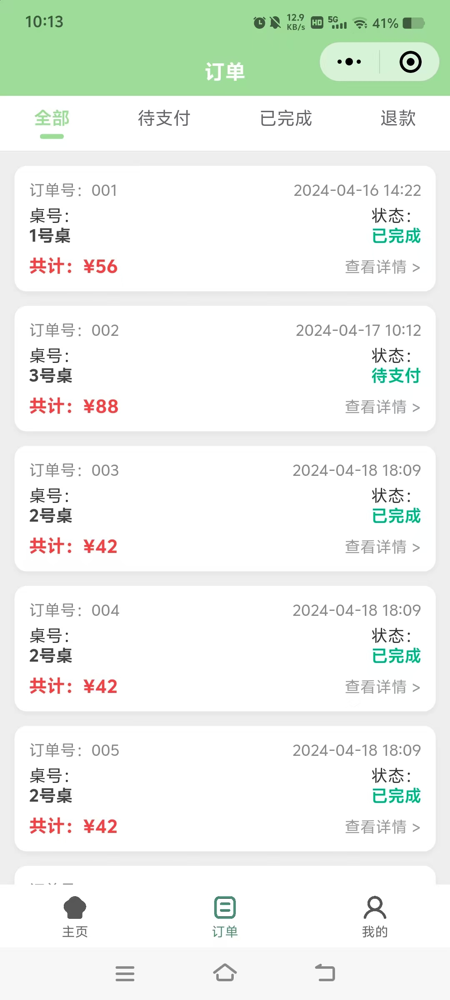 10:13
12.9
KB/s
HD
5G
41%
订单
全部
待支付
已完成
退款
订单号：001
2024-04-16 14:22
桌号：
状态：
1号桌
已完成
共计：¥56
查看详情 >
订单号：002
2024-04-17 10:12
桌号：
状态：
3号桌
待支付
共计：¥88
查看详情 >
订单号：003
2024-04-18 18:09
桌号：
状态：
2号桌
已完成
共计：¥42
查看详情 >
订单号：004
2024-04-18 18:09
桌号：
状态：
2号桌
已完成
共计：¥42
查看详情 >
订单号：005
2024-04-18 18:09
桌号：
状态：
2号桌
已完成
共计：¥42
查看详情 >
主页
订单
我的